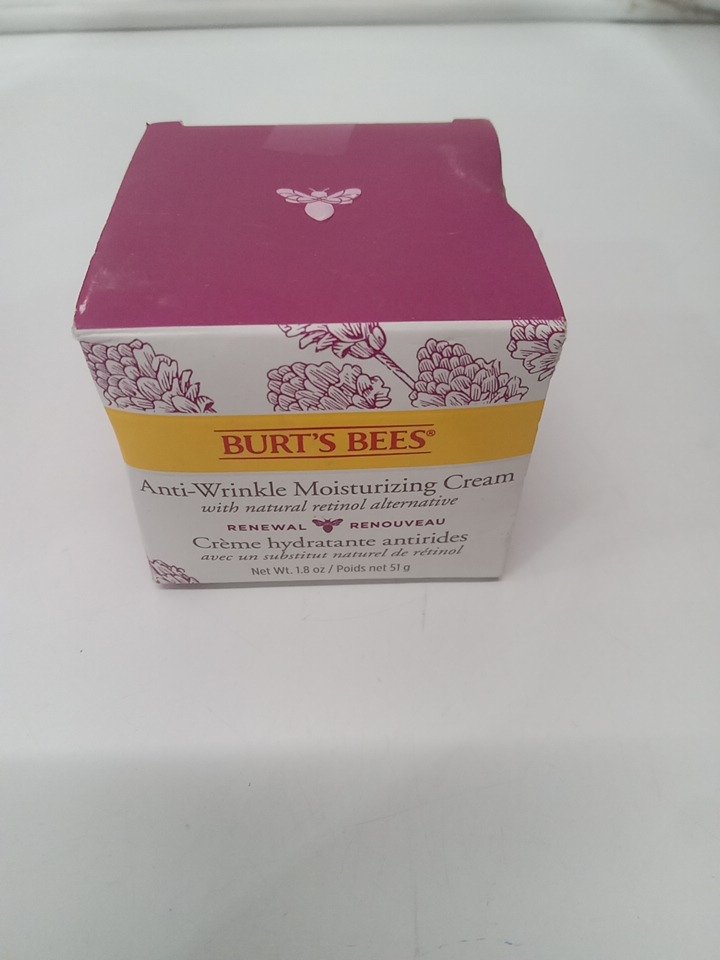 BURT'S BEES®
Anti-Wrinkle Moisturizing Cream
with natural retinol alternative
RENEWAL RENOUVEAU
Crème hydratante antirides
avec un substitut naturel de rétinol
Net Wt. 1.8 oz / Poids net 51 g